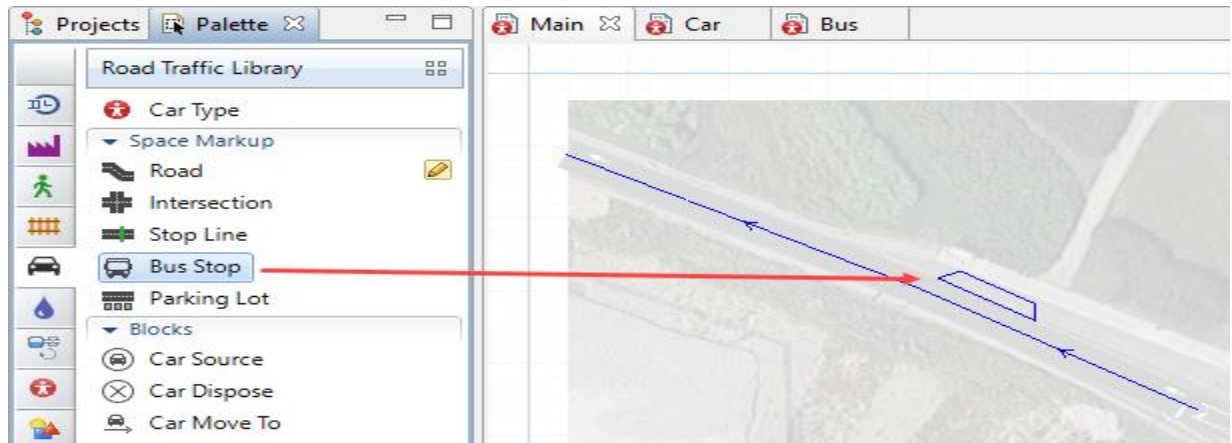 Projects Palette
Main Car Bus
Road Traffic Library
Car Type
Space Markup
Road
Intersection
Stop Line
Bus Stop
Parking Lot
Blocks
Car Source
Car Dispose
Car Move To